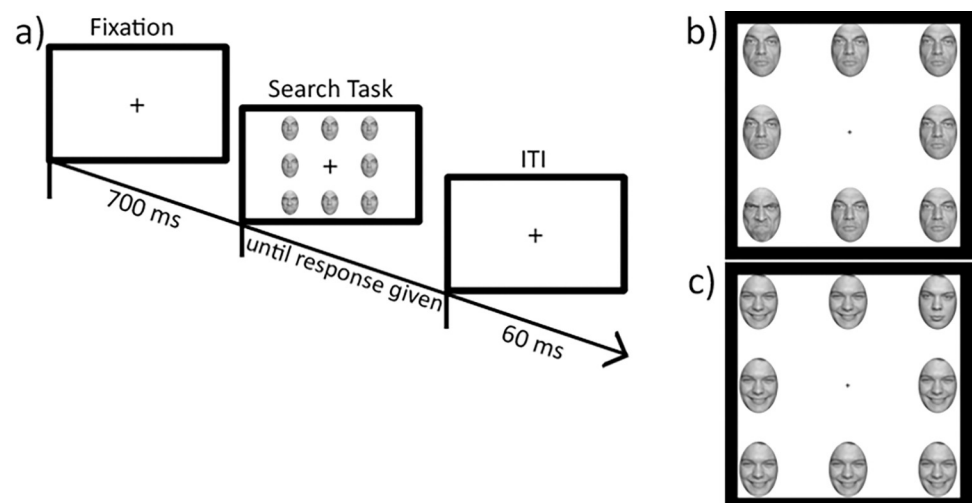 a)
Fixation
+
700 ms
Search Task
+
until response given
ITI
+
60 ms
b)
+
c)
+